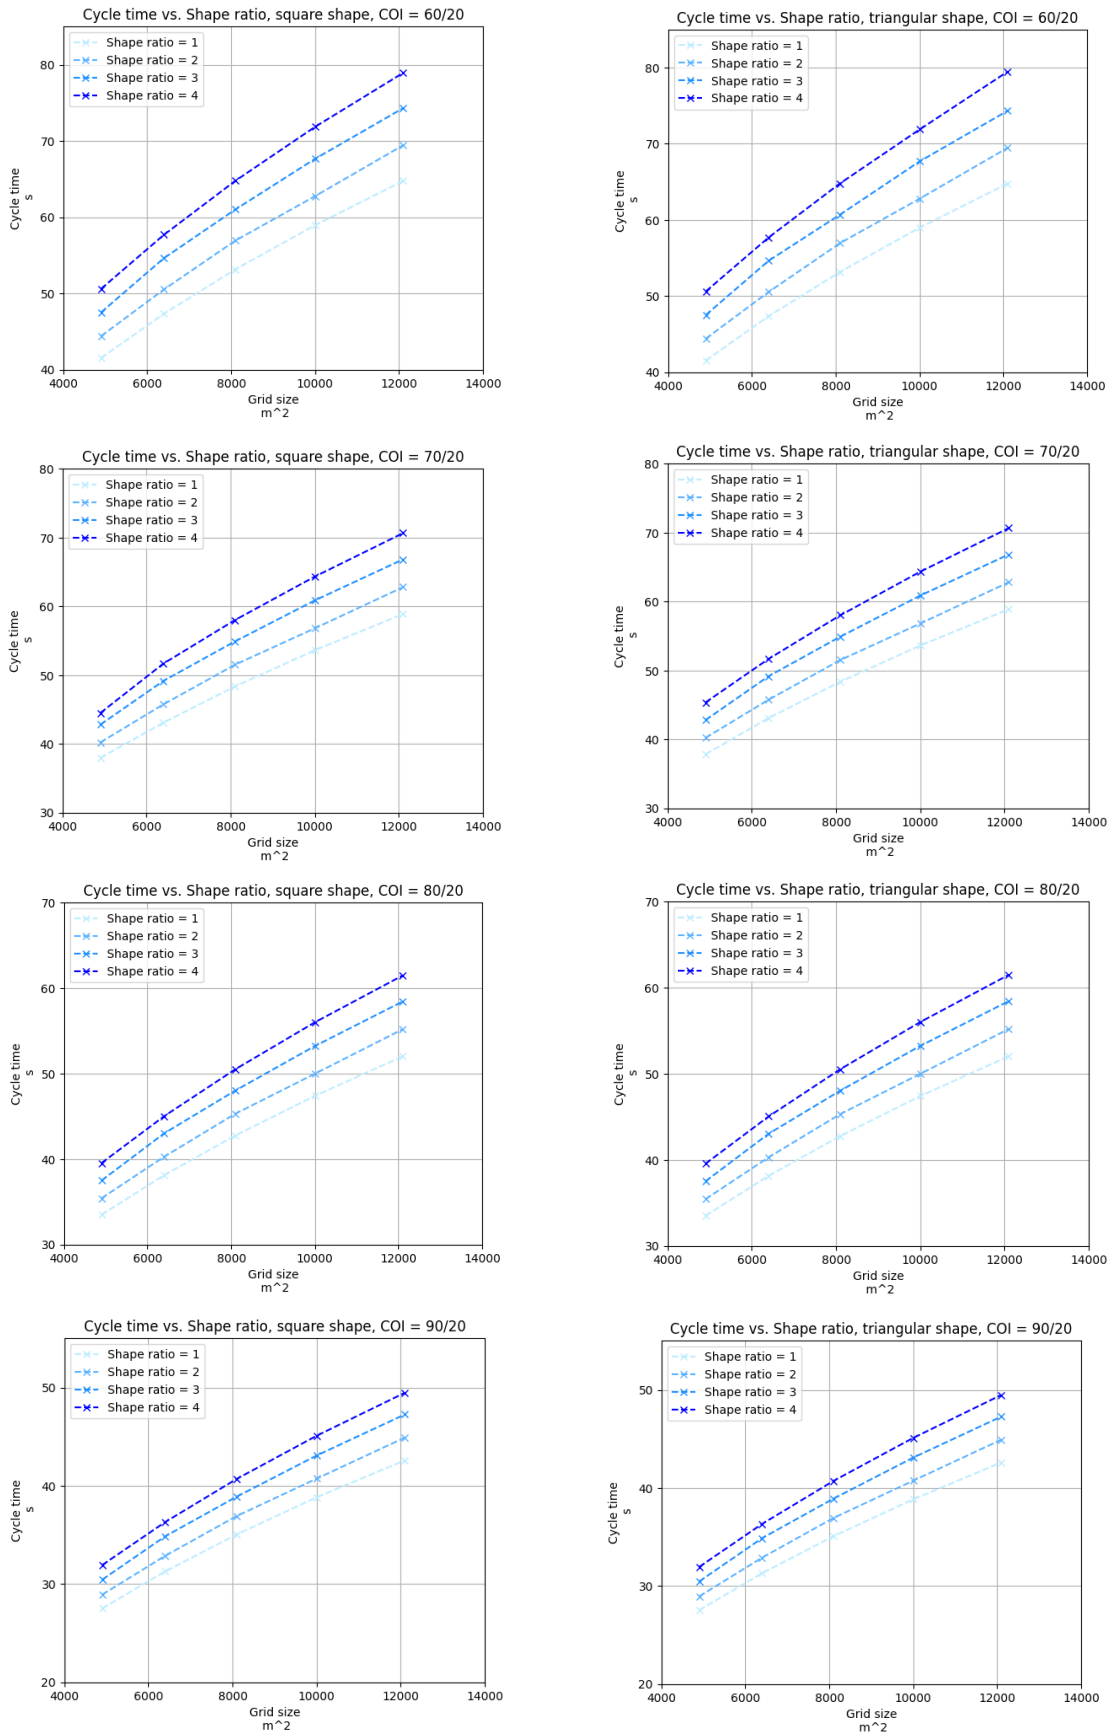 Cycle time vs. Shape ratio, square shape, COI = 60/20
Shape ratio = 1
Shape ratio = 2
Shape ratio = 3
Shape ratio = 4
80
70
60
50
40
Cycle time
s
4000 6000 8000 10000 12000 14000
Grid size
m^2
Cycle time vs. Shape ratio, triangular shape, COI = 60/20
Shape ratio = 1
Shape ratio = 2
Shape ratio = 3
Shape ratio = 4
80
70
60
50
40
Cycle time
s
4000 6000 8000 10000 12000 14000
Grid size
m^2
Cycle time vs. Shape ratio, square shape, COI = 70/20
Shape ratio = 1
Shape ratio = 2
Shape ratio = 3
Shape ratio = 4
80
70
60
50
40
30
Cycle time
s
4000 6000 8000 10000 12000 14000
Grid size
m^2
Cycle time vs. Shape ratio, triangular shape, COI = 70/20
Shape ratio = 1
Shape ratio = 2
Shape ratio = 3
Shape ratio = 4
80
70
60
50
40
30
Cycle time
s
4000 6000 8000 10000 12000 14000
Grid size
m^2
Cycle time vs. Shape ratio, square shape, COI = 80/20
Shape ratio = 1
Shape ratio = 2
Shape ratio = 3
Shape ratio = 4
70
60
50
40
30
Cycle time
s
4000 6000 8000 10000 12000 14000
Grid size
m^2
Cycle time vs. Shape ratio, triangular shape, COI = 80/20
Shape ratio = 1
Shape ratio = 2
Shape ratio = 3
Shape ratio = 4
70
60
50
40
30
Cycle time
s
4000 6000 8000 10000 12000 14000
Grid size
m^2
Cycle time vs. Shape ratio, square shape, COI = 90/20
Shape ratio = 1
Shape ratio = 2
Shape ratio = 3
Shape ratio = 4
50
40
30
20
Cycle time
s
4000 6000 8000 10000 12000 14000
Grid size
m^2
Cycle time vs. Shape ratio, triangular shape, COI = 90/20
Shape ratio = 1
Shape ratio = 2
Shape ratio = 3
Shape ratio = 4
50
40
30
20
Cycle time
s
4000 6000 8000 10000 12000 14000
Grid size
m^2